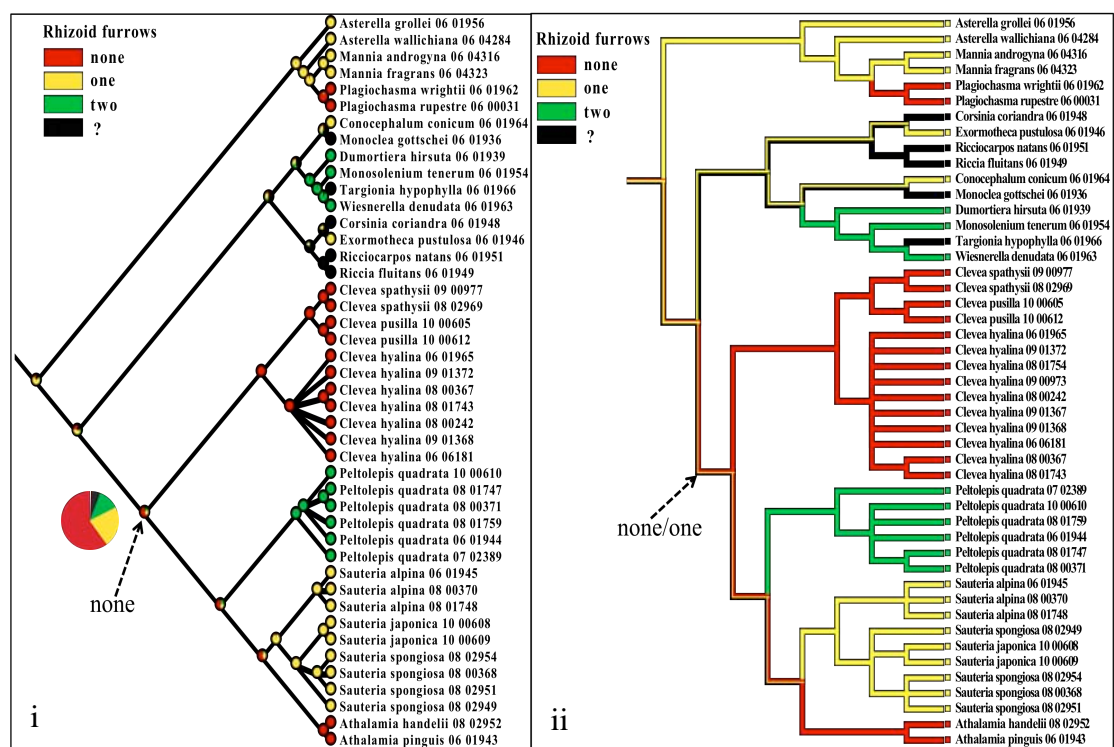 Rhizoid furrows
none
one
two
?
Asterella grollei 06 01956
Asterella wallichiana 06 04284
Mannia androgyna 06 04316
Mannia fragrans 06 04323
Plagiochasma wrightii 06 01962
Plagiochasma rupestre 06 00031
Conocephalum conicum 06 01964
Monoclea gottschei 06 01936
Dumortiera hirsuta 06 01939
Monosolenium tenerum 06 01954
Targionia hypophylla 06 01966
Wiesnerella denudata 06 01963
Corsinia coriandra 06 01948
Exormotheca pustulosa 06 01946
Ricciocarpos natans 06 01951
Riccia fluitans 06 01949
Clevea spathysii 09 00977
Clevea spathysii 08 02969
Clevea pusilla 10 00605
Clevea pusilla 10 00612
Clevea hyalina 06 01965
Clevea hyalina 09 01372
Clevea hyalina 08 00367
Clevea hyalina 08 01743
Clevea hyalina 08 00242
Clevea hyalina 09 01368
Clevea hyalina 06 06181
Peltolepis quadrata 10 00610
Peltolepis quadrata 08 01747
Peltolepis quadrata 08 00371
Peltolepis quadrata 08 01759
Peltolepis quadrata 06 01944
Peltolepis quadrata 07 02389
Sauteria alpina 06 01945
Sauteria alpina 08 00370
Sauteria alpina 08 01748
Sauteria japonica 10 00608
Sauteria japonica 10 00609
Sauteria spongiosa 08 02954
Sauteria spongiosa 08 00368
Sauteria spongiosa 08 02951
Sauteria spongiosa 08 02949
Athalamia handelii 08 02952
Athalamia pinguis 06 01943
none
i
Rhizoid furrows
none
one
two
?
Asterella grollei 06 01956
Asterella wallichiana 06 04284
Mannia androgyna 06 04316
Mannia fragrans 06 04323
Plagiochasma wrightii 06 01962
Plagiochasma rupestre 06 00031
Corsinia coriandra 06 01948
Exormotheca pustulosa 06 01946
Ricciocarpos natans 06 01951
Riccia fluitans 06 01949
Conocephalum conicum 06 01964
Monoclea gottschei 06 01936
Dumortiera hirsuta 06 01939
Monosolenium tenerum 06 01954
Targionia hypophylla 06 01966
Wiesnerella denudata 06 01963
Clevea spathysii 09 00977
Clevea spathysii 08 02969
Clevea pusilla 10 00605
Clevea pusilla 10 00612
Clevea hyalina 06 01965
Clevea hyalina 09 01372
Clevea hyalina 08 01754
Clevea hyalina 09 00973
Clevea hyalina 08 00242
Clevea hyalina 09 01367
Clevea hyalina 09 01368
Clevea hyalina 06 06181
Clevea hyalina 08 00367
Clevea hyalina 08 01743
Peltolepis quadrata 07 02389
Peltolepis quadrata 10 00610
Peltolepis quadrata 08 01759
Peltolepis quadrata 06 01944
Peltolepis quadrata 08 01747
Peltolepis quadrata 08 00371
Sauteria alpina 06 01945
Sauteria alpina 08 00370
Sauteria alpina 08 01748
Sauteria spongiosa 08 02949
Sauteria japonica 10 00608
Sauteria japonica 10 00609
Sauteria spongiosa 08 02954
Sauteria spongiosa 08 00368
Sauteria spongiosa 08 02951
Athalamia handelii 08 02952
Athalamia pinguis 06 01943
none/one
ii